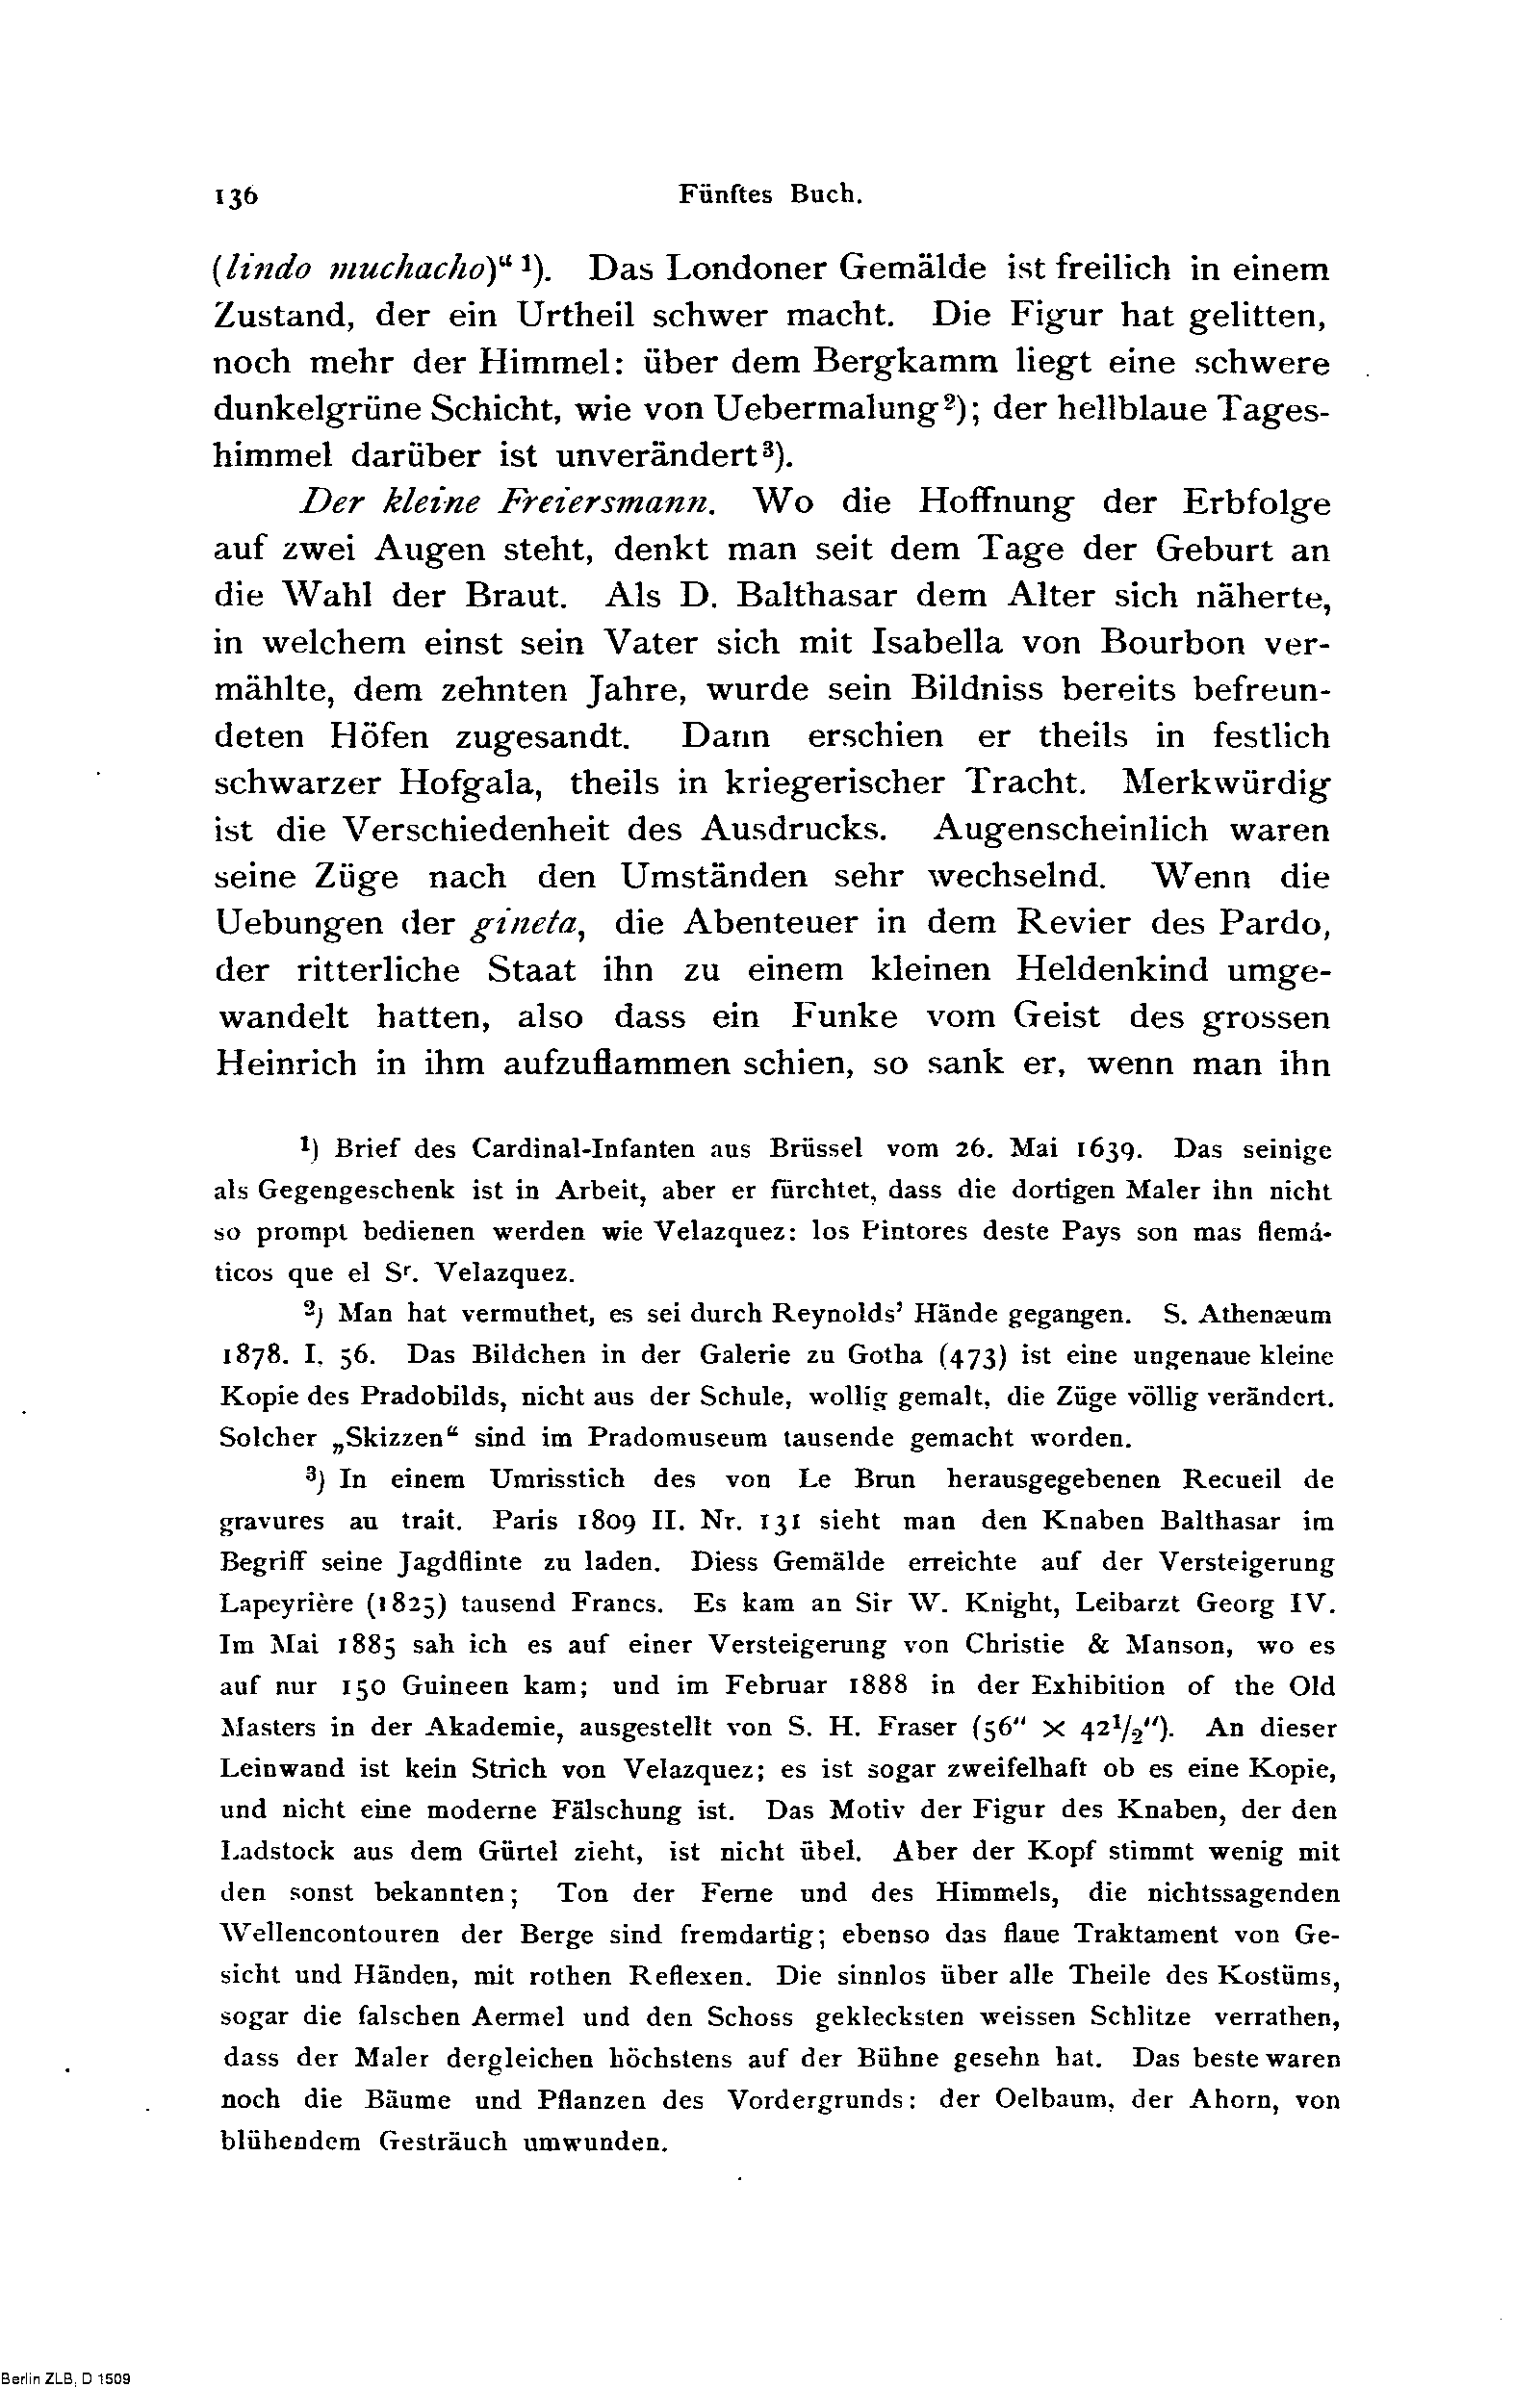 136 Fünftes Buch.
(lindo muchacho)“ ¹). Das Londoner Gemälde ist freilich in einem
Zustand, der ein Urtheil schwer macht. Die Figur hat gelitten,
noch mehr der Himmel: über dem Bergkamm liegt eine schwere
dunkelgrüne Schicht, wie von Uebermalung²); der hellblaue Tages-
himmel darüber ist unverändert³).
Der kleine Freiersmann. Wo die Hoffnung der Erbfolge
auf zwei Augen steht, denkt man seit dem Tage der Geburt an
die Wahl der Braut. Als D. Balthasar dem Alter sich näherte,
in welchem einst sein Vater sich mit Isabella von Bourbon ver-
mählte, dem zehnten Jahre, wurde sein Bildniss bereits befreun-
deten Höfen zugesandt. Dann erschien er theils in festlich
schwarzer Hofgala, theils in kriegerischer Tracht. Merkwürdig
ist die Verschiedenheit des Ausdrucks. Augenscheinlich waren
seine Züge nach den Umständen sehr wechselnd. Wenn die
Uebungen der gineta, die Abenteuer in dem Revier des Pardo,
der ritterliche Staat ihn zu einem kleinen Heldenkind umge-
wandelt hatten, also dass ein Funke vom Geist des grossen
Heinrich in ihm aufzuflammen schien, so sank er, wenn man ihn
¹) Brief des Cardinal-Infanten aus Brüssel vom 26. Mai 1639. Das seinige
als Gegengeschenk ist in Arbeit, aber er fürchtet, dass die dortigen Maler ihn nicht
so prompt bedienen werden wie Velazquez: los Pintores deste Pays son mas flemá-
ticos que el Sʳ. Velazquez.
²) Man hat vermuthet, es sei durch Reynolds’ Hände gegangen. S. Athenæum
1878. I. 56. Das Bildchen in der Galerie zu Gotha (473) ist eine ungenaue kleine
Kopie des Pradobilds, nicht aus der Schule, wollig gemalt, die Züge völlig verändert.
Solcher „Skizzen“ sind im Pradomuseum tausende gemacht worden.
³) In einem Umrisstich des von Le Brun herausgegebenen Recueil de
gravures au trait. Paris 1809 II. Nr. 131 sieht man den Knaben Balthasar im
Begriff seine Jagdflinte zu laden. Diess Gemälde erreichte auf der Versteigerung
Lapeyrière (1825) tausend Francs. Es kam an Sir W. Knight, Leibarzt Georg IV.
Im Mai 1885 sah ich es auf einer Versteigerung von Christie & Manson, wo es
auf nur 150 Guineen kam; und im Februar 1888 in der Exhibition of the Old
Masters in der Akademie, ausgestellt von S. H. Fraser (56" × 42¹/₂"). An dieser
Leinwand ist kein Strich von Velazquez; es ist sogar zweifelhaft ob es eine Kopie,
und nicht eine moderne Fälschung ist. Das Motiv der Figur des Knaben, der den
Ladstock aus dem Gürtel zieht, ist nicht übel. Aber der Kopf stimmt wenig mit
den sonst bekannten; Ton der Ferne und des Himmels, die nichtssagenden
Wellencontouren der Berge sind fremdartig; ebenso das flaue Traktament von Ge-
sicht und Händen, mit rothen Reflexen. Die sinnlos über alle Theile des Kostüms,
sogar die falschen Aermel und den Schoss geklecksten weissen Schlitze verrathen,
dass der Maler dergleichen höchstens auf der Bühne gesehn hat. Das beste waren
noch die Bäume und Pflanzen des Vordergrunds: der Oelbaum, der Ahorn, von
blühendem Gesträuch umwunden.
Berlin ZLB, D 1509